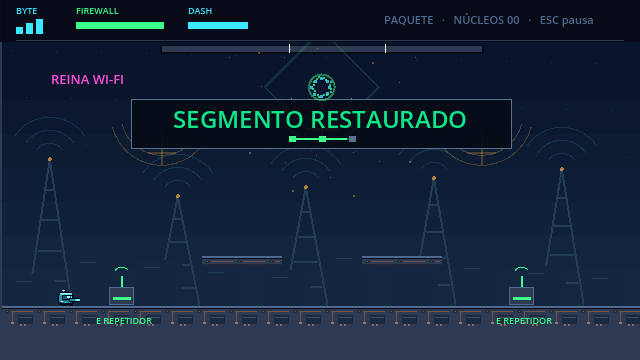 BYTE
FIREWALL
DASH
PAQUETE · NÚCLEOS 00 · ESC pausa
REINA WI-FI
SEGMENTO RESTAURADO
E REPETIDOR
E REPETIDOR